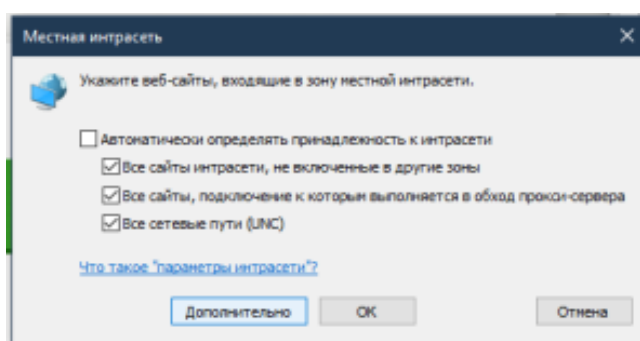 Местная интрасеть
Укажите веб-сайты, входящие в зону местной интрасети.
Автоматически определять принадлежность к интрасети
Все сайты интрасети, не включенные в другие зоны
Все сайты, подключение к которым выполняется в обход прокси-сервера
Все сетевые пути (UNC)
Что такое "параметры интрасети"?
Дополнительно ОК Отмена